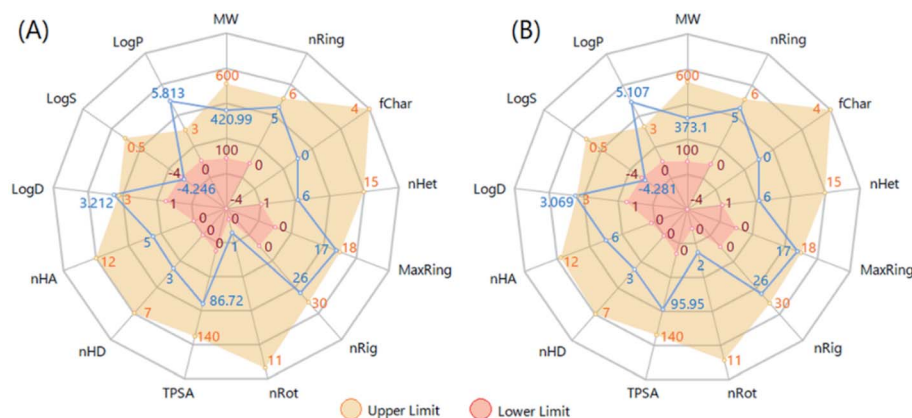 (A)
MW
LogP
nRing
LogS
fChar
LogD
nHet
nHA
MaxRing
nHD
nRig
TPSA
nRot
600
6
4
15
18
30
11
140
7
12
3
0.5
3
5.813
420.99
5
0
6
17
26
1
86.72
3
5
3.212
-4.246
100
0
-4
1
0
0
0
0
0
0
1
-4
0
(B)
MW
LogP
nRing
LogS
fChar
LogD
nHet
nHA
MaxRing
nHD
nRig
TPSA
nRot
600
6
4
15
18
30
11
140
7
12
3
0.5
3
5.107
373.1
5
0
6
17
26
2
95.95
3
6
3.069
-4.281
100
0
-4
1
0
0
0
0
0
0
1
-4
0
Upper Limit
Lower Limit